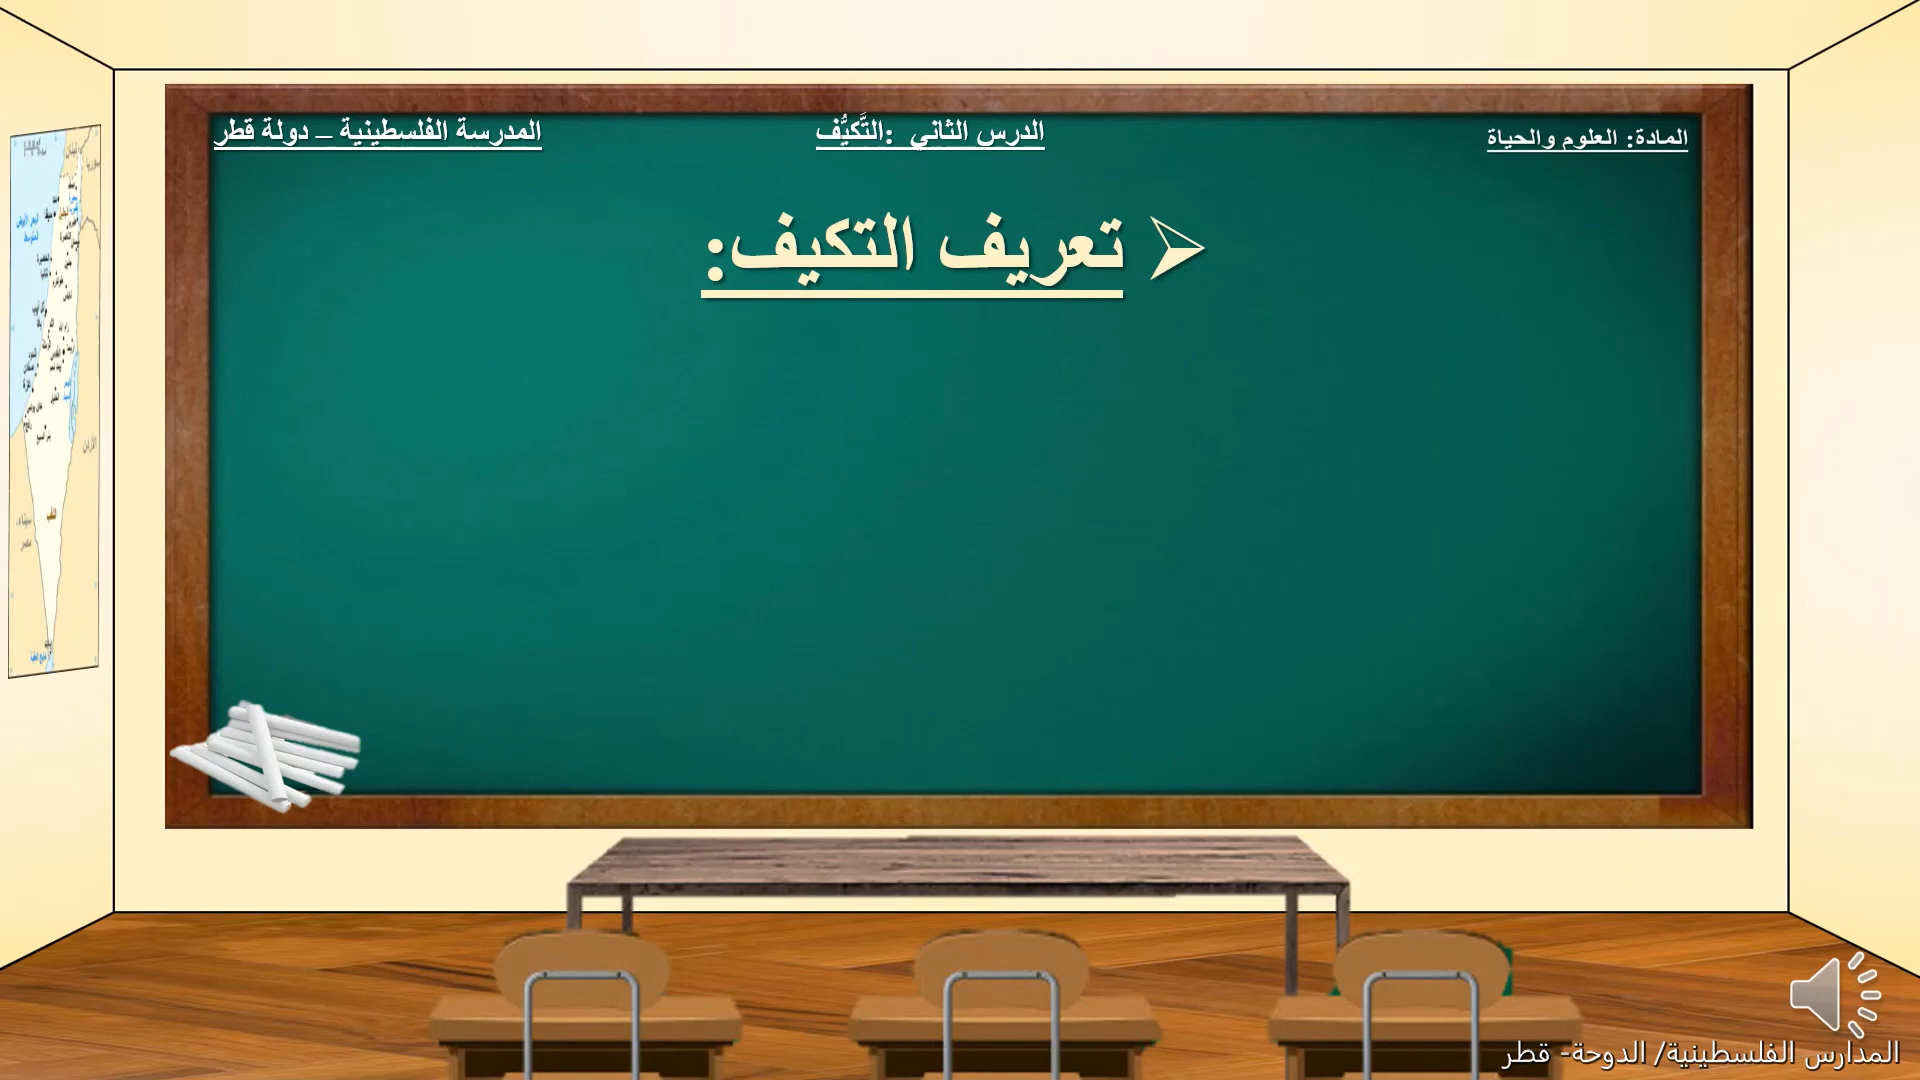 المادة: العلوم والحياة
الدرس الثاني :التَّكيُّف
المدرسة الفلسطينية – دولة قطر
تعريف التكيف:
المدارس الفلسطينية/ الدوحة- قطر